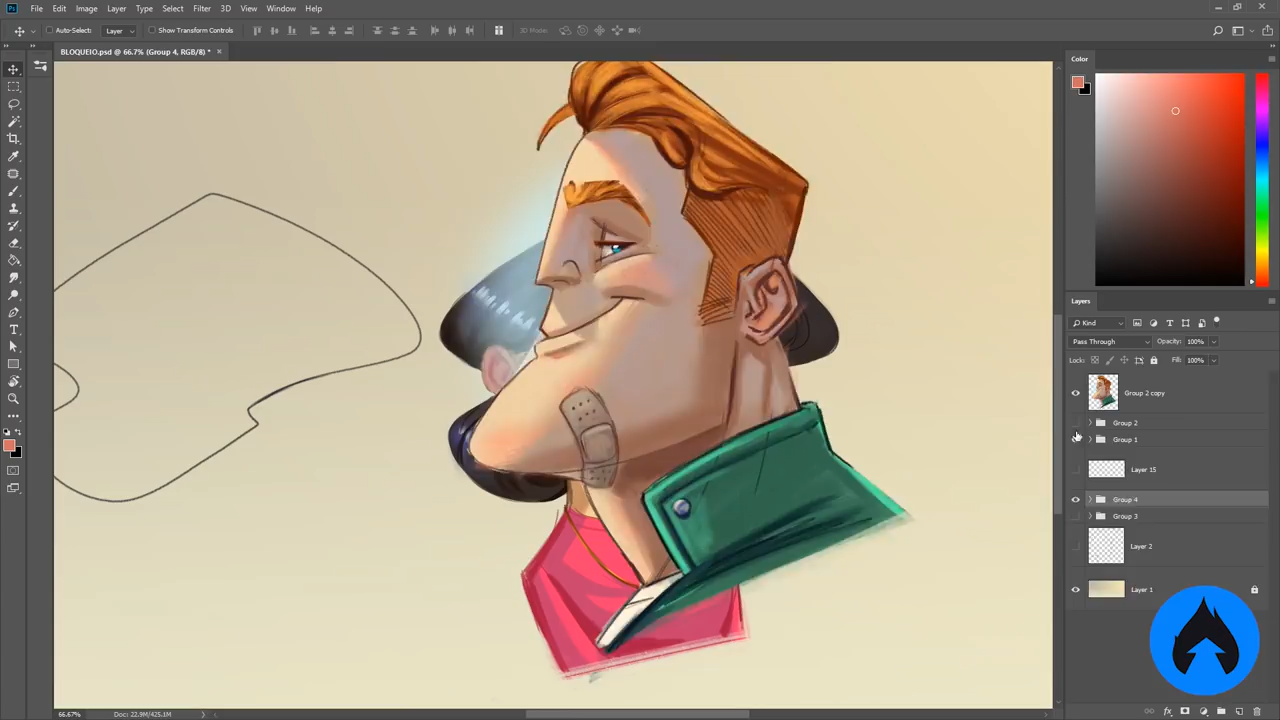 Ps File Edit Image Layer Type Select Filter 3D View Window Help
Auto-Select: Layer Show Transform Controls 3D Mode:
BLOQUEIO.psd @ 66.7% (Group 4, RGB/8) * ×
Color
Layers
Kind
Pass Through Opacity: 100%
Lock: Fill: 100%
Group 2 copy
Group 2
Group 1
Layer 15
Group 4
Group 3
Layer 2
Layer 1
66.67% Doc: 22.9M/425.1M